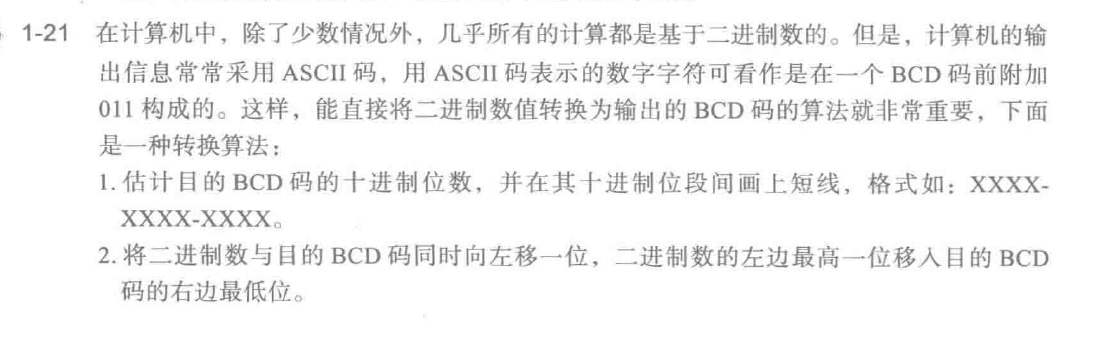 1-21 在计算机中，除了少数情况外，几乎所有的计算都是基于二进制数的。但是，计算机的输
出信息常常采用 ASCII 码，用 ASCII 码表示的数字字符可看作是在一个 BCD 码前附加
011 构成的。这样，能直接将二进制数值转换为输出的 BCD 码的算法就非常重要，下面
是一种转换算法：
1. 估计目的 BCD 码的十进制位数，并在其十进制位段间画上短线，格式如：XXXX-
XXXX-XXXX。
2. 将二进制数与目的 BCD 码同时向左移一位，二进制数的左边最高一位移入目的 BCD
码的右边最低位。